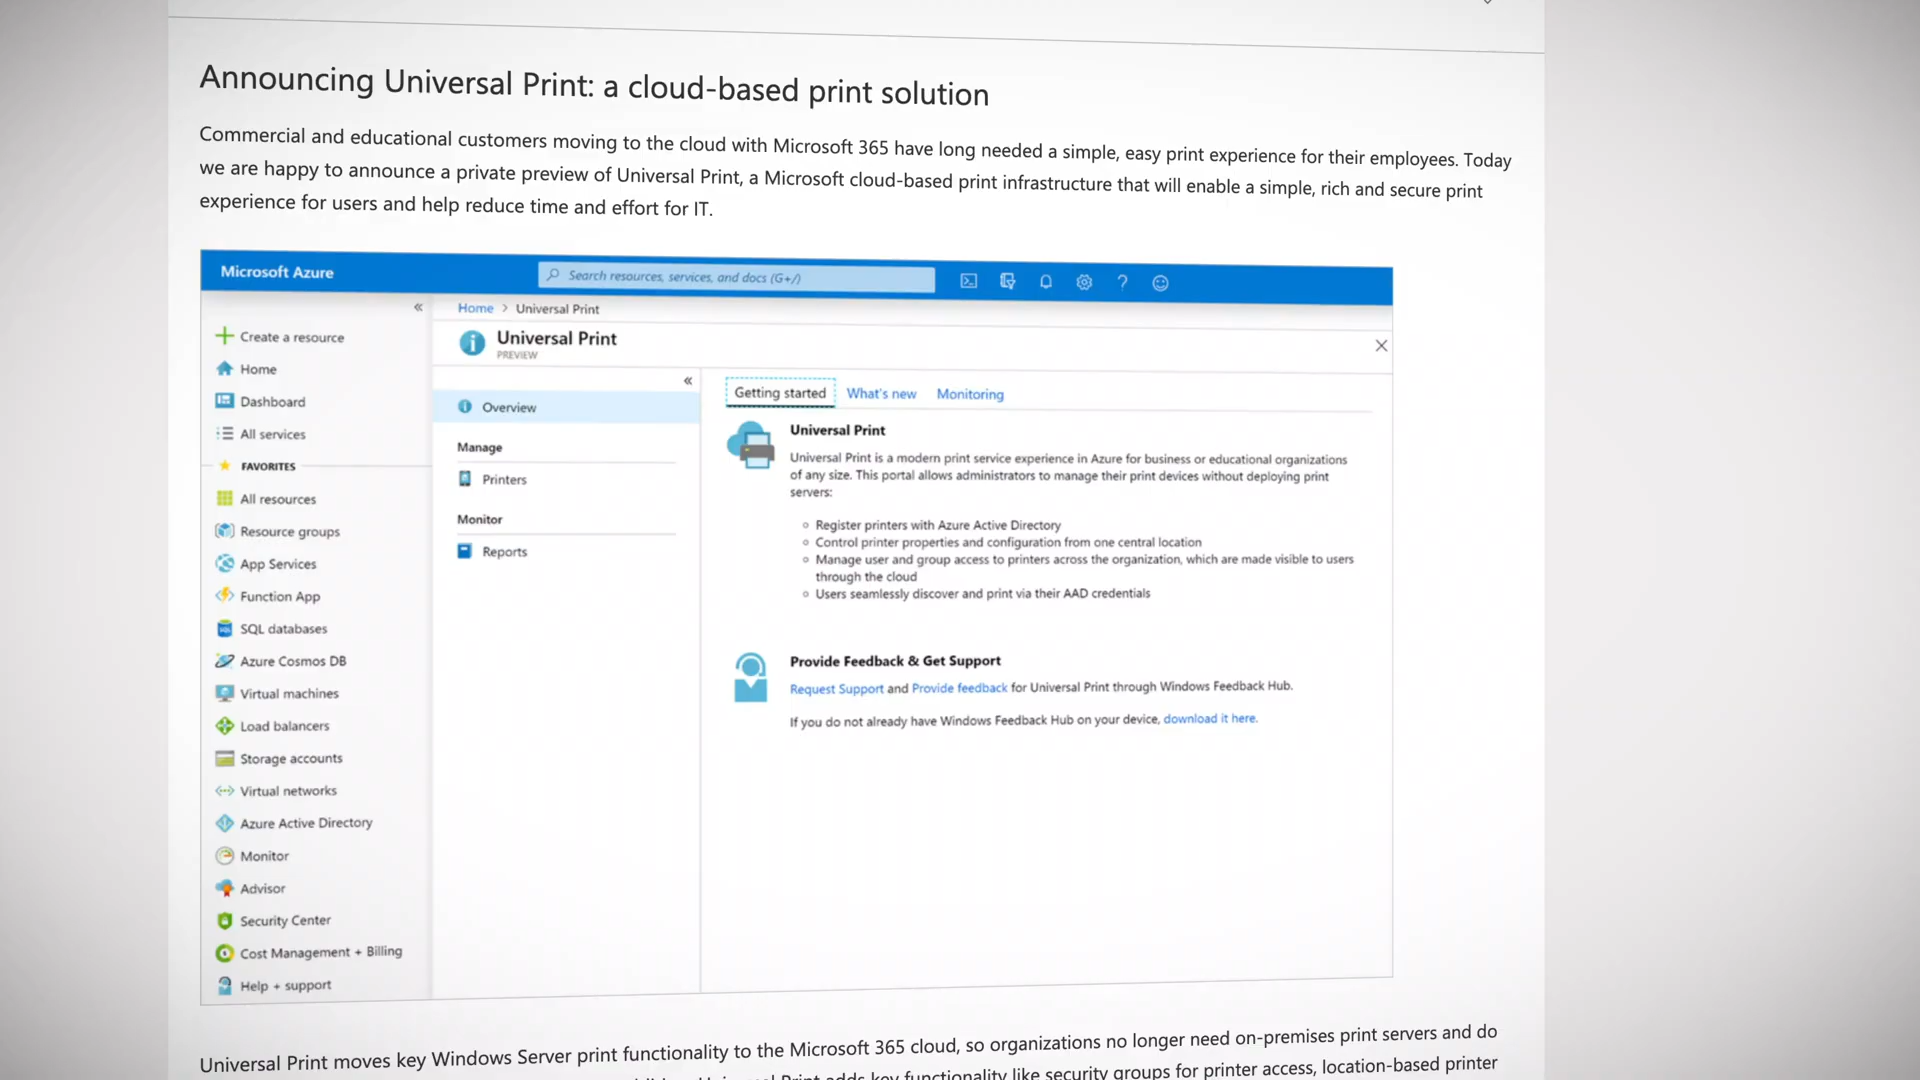 Announcing Universal Print: a cloud-based print solution
Commercial and educational customers moving to the cloud with Microsoft 365 have long needed a simple, easy print experience for their employees. Today
we are happy to announce a private preview of Universal Print, a Microsoft cloud-based print infrastructure that will enable a simple, rich and secure print
experience for users and help reduce time and effort for IT.
Microsoft Azure
Search resources, services, and docs (G+/)
Create a resource
Home
Dashboard
All services
FAVORITES
All resources
Resource groups
App Services
Function App
SQL databases
Azure Cosmos DB
Virtual machines
Load balancers
Storage accounts
Virtual networks
Azure Active Directory
Monitor
Advisor
Security Center
Cost Management + Billing
Help + support
Home > Universal Print
Universal Print
PREVIEW
Overview
Manage
Printers
Monitor
Reports
Getting started What's new Monitoring
Universal Print
Universal Print is a modern print service experience in Azure for business or educational organizations
of any size. This portal allows administrators to manage their print devices without deploying print
servers:
Register printers with Azure Active Directory
Control printer properties and configuration from one central location
Manage user and group access to printers across the organization, which are made visible to users
through the cloud
Users seamlessly discover and print via their AAD credentials
Provide Feedback & Get Support
Request Support and Provide feedback for Universal Print through Windows Feedback Hub.
If you do not already have Windows Feedback Hub on your device, download it here.
Universal Print moves key Windows Server print functionality to the Microsoft 365 cloud, so organizations no longer need on-premises print servers and do
Print adds key functionality like security groups for printer access, location-based printer